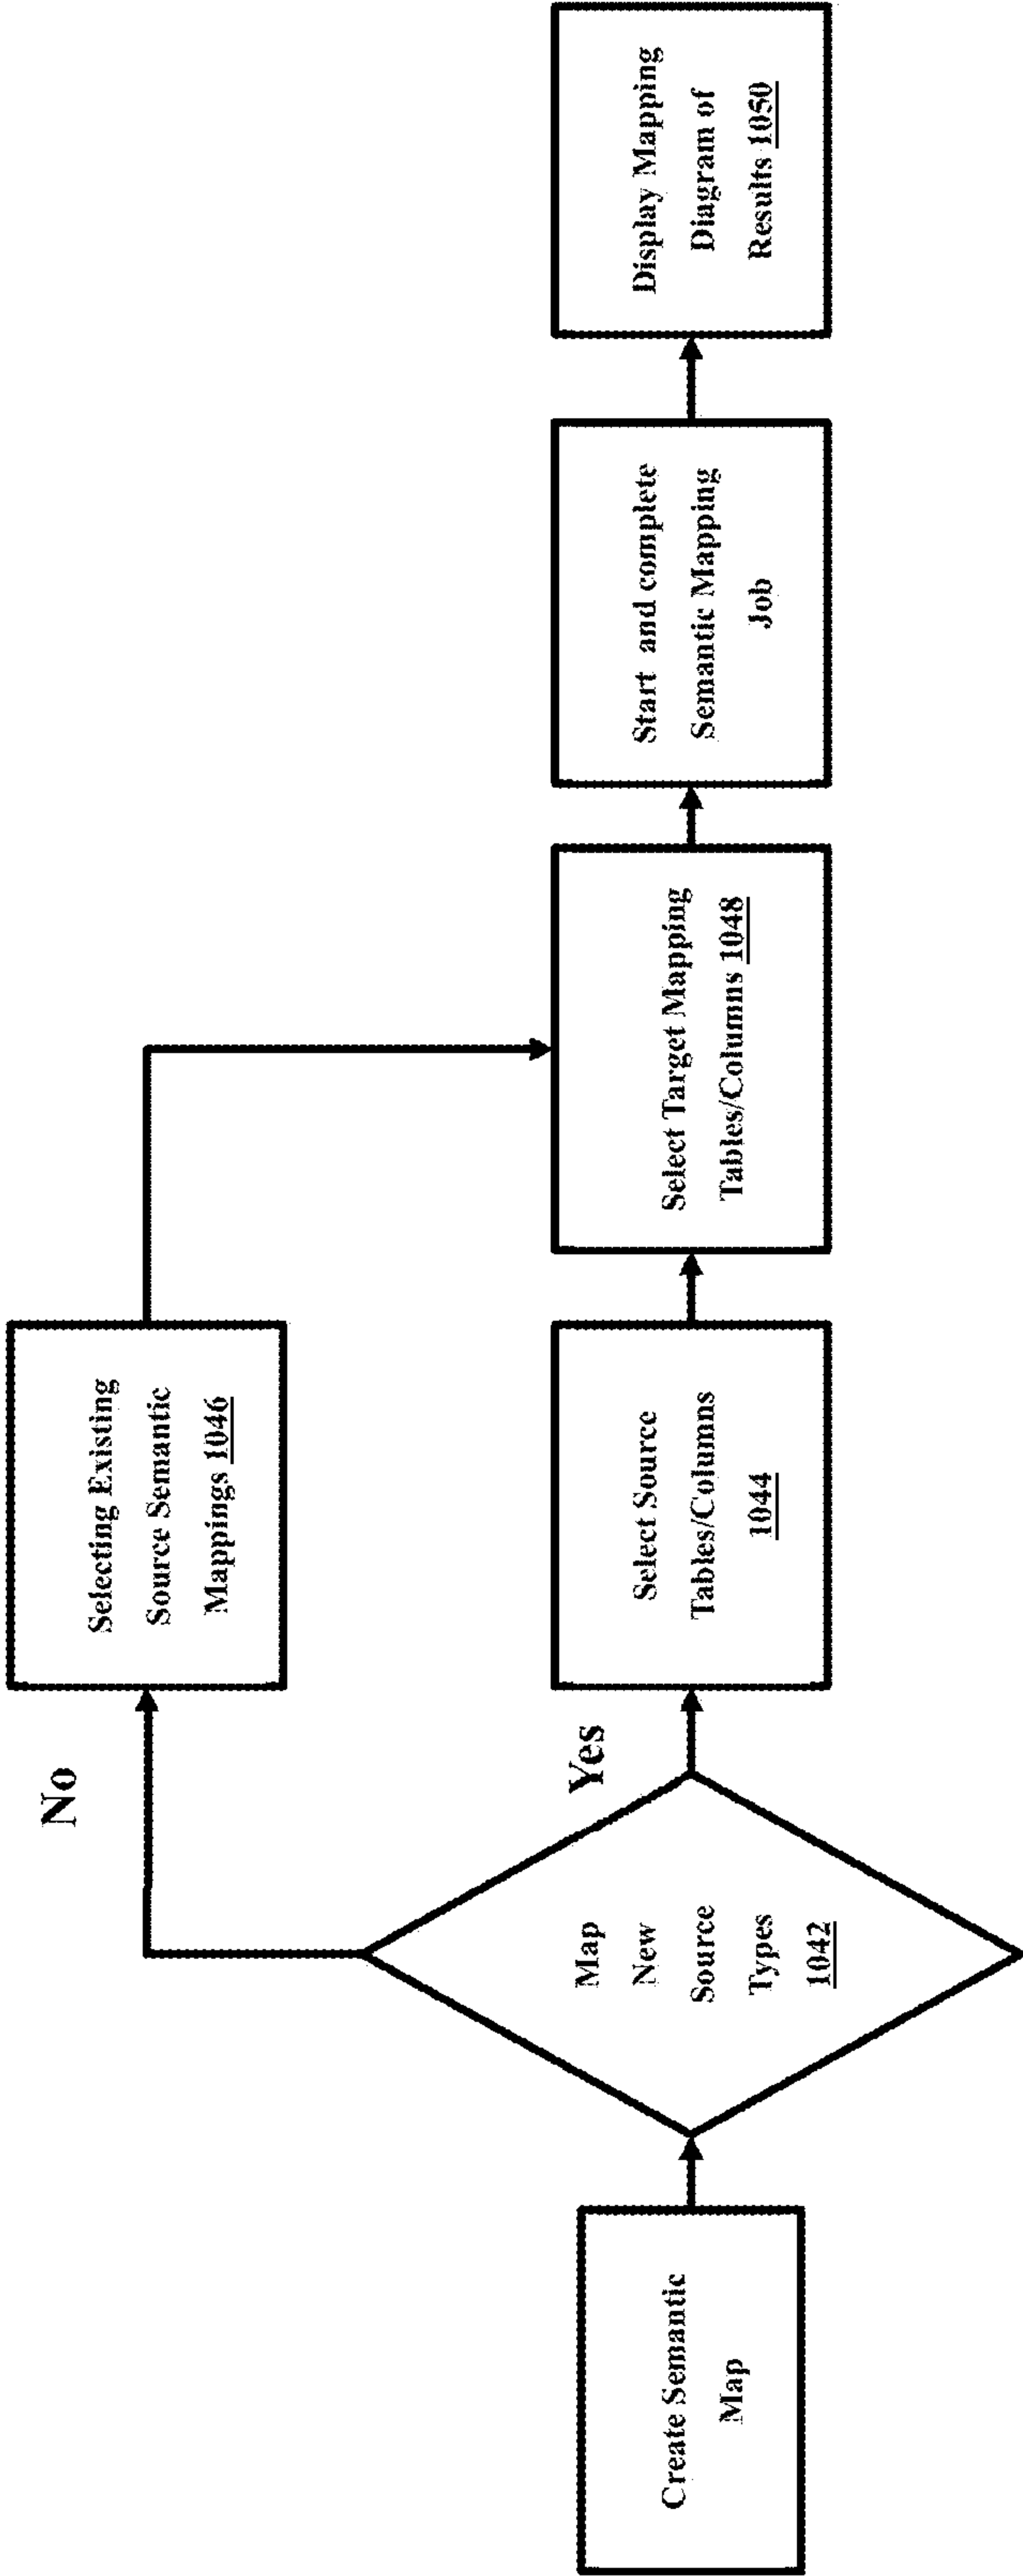 Create Semantic
Map
Map
New
Source
Types
1042
No
Yes
Selecting Existing
Source Semantic
Mappings 1046
Select Source
Tables/Columns
1044
Select Target Mapping
Tables/Columns 1048
Start and complete
Semantic Mapping
Job
Display Mapping
Diagram of
Results 1050